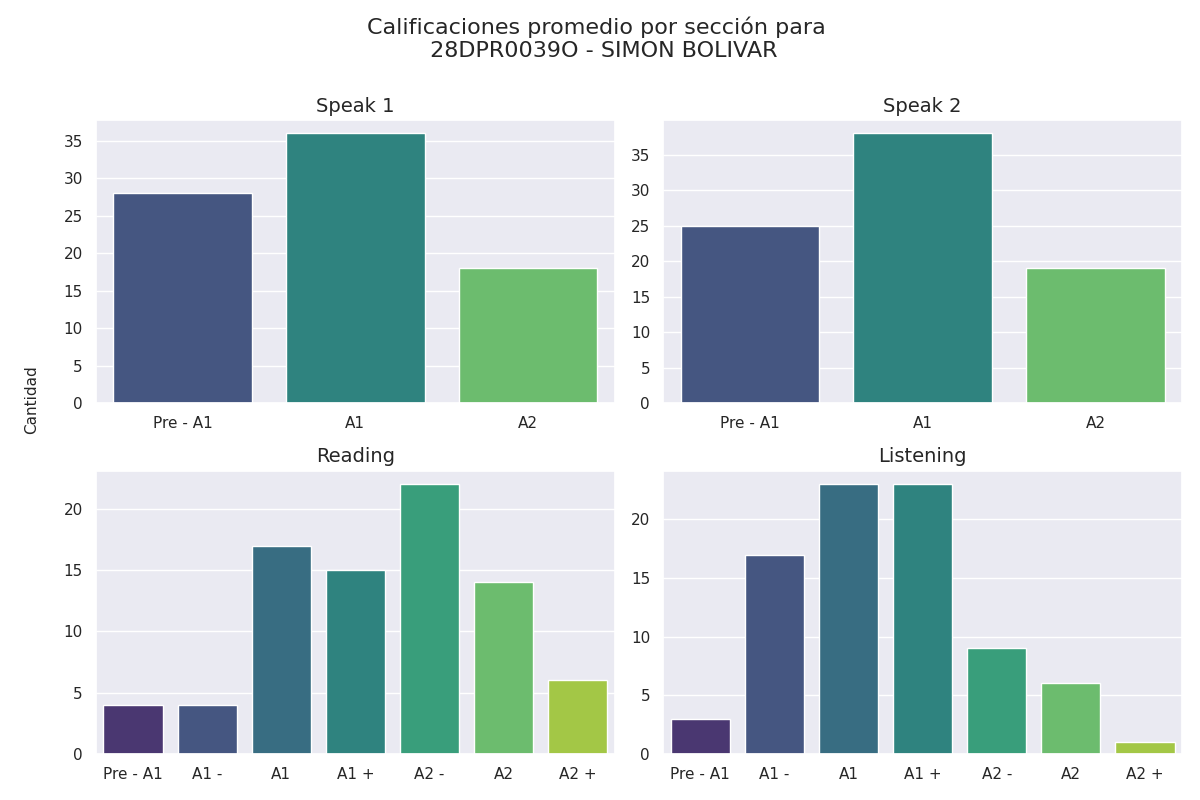 Calificaciones promedio por sección para
28DPR0039O - SIMON BOLIVAR
Cantidad
Speak 1
35
30
25
20
15
10
5
0
Pre - A1 A1 A2
Speak 2
35
30
25
20
15
10
5
0
Pre - A1 A1 A2
Reading
20
15
10
5
0
Pre - A1 A1 - A1 A1 + A2 - A2 A2 +
Listening
20
15
10
5
0
Pre - A1 A1 - A1 A1 + A2 - A2 A2 +